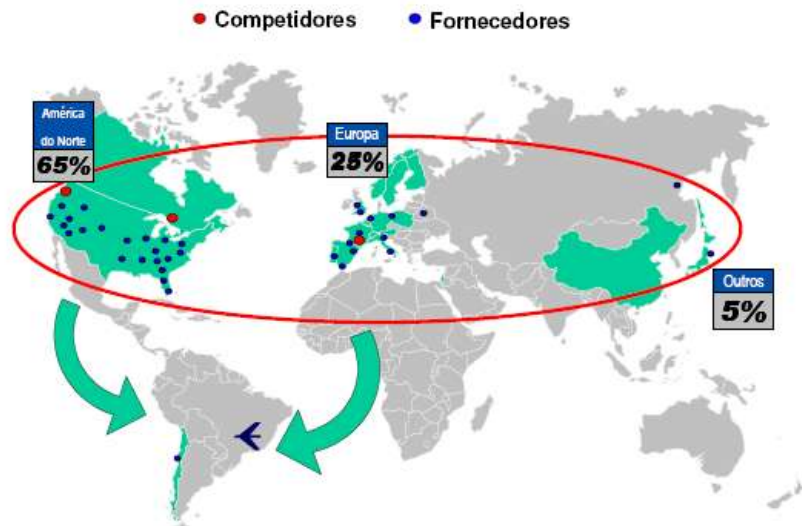 Competidores
Fornecedores
América
do Norte
65%
Europa
25%
Outros
5%